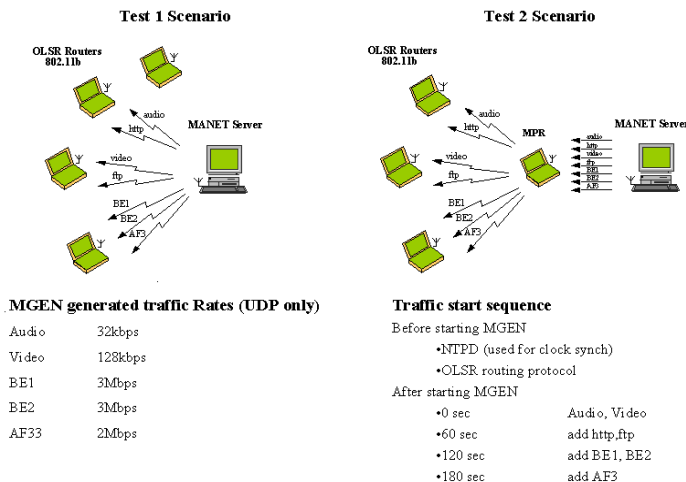 Test 1 Scenario
OLSR Routers
802.11b
audio
http
MANET Server
video
ftp
BE1
BE2
AF3
Test 2 Scenario
OLSR Routers
802.11b
audio
http
MPR
MANET Server
audio
http
video
ftp
BE1
BE2
AF3
video
ftp
BE1
BE2
AF3
MGEN generated traffic Rates (UDP only)
Audio 32kbps
Video 128kbps
BE1 3Mbps
BE2 3Mbps
AF33 2Mbps
Traffic start sequence
Before starting MGEN
•NTPD (used for clock synch)
•OLSR routing protocol
After starting MGEN
•0 sec Audio, Video
•60 sec add http,ftp
•120 sec add BE1, BE2
•180 sec add AF3